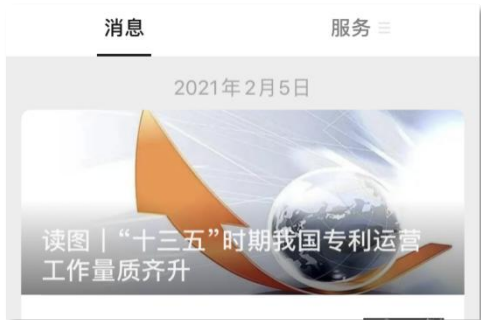 消息
服务
2021年2月5日
读图 | “十三五”时期我国专利运营
工作量质齐升